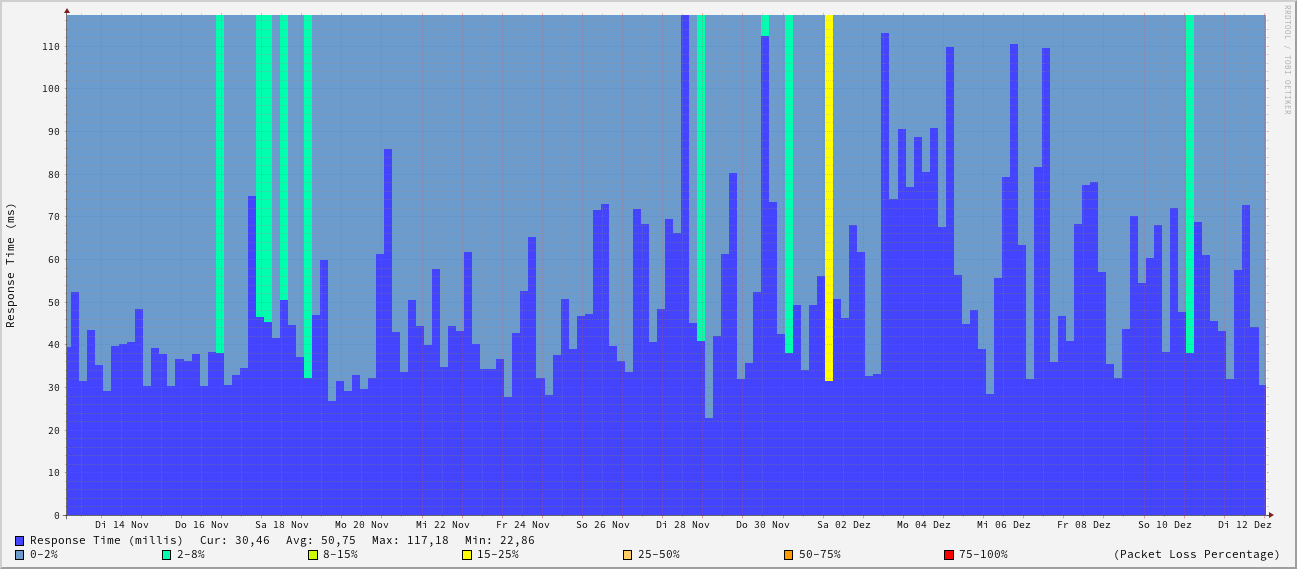 RRDTOOL / TOBI OETIKER
Response Time (ms)
110
100
90
80
70
60
50
40
30
20
10
0
Di 14 Nov Do 16 Nov Sa 18 Nov Mo 20 Nov Mi 22 Nov Fr 24 Nov So 26 Nov Di 28 Nov Do 30 Nov Sa 02 Dez Mo 04 Dez Mi 06 Dez Fr 08 Dez So 10 Dez Di 12 Dez
Response Time (millis) Cur: 30,46 Avg: 50,75 Max: 117,18 Min: 22,86
0-2% 2-8% 8-15% 15-25% 25-50% 50-75% 75-100% (Packet Loss Percentage)